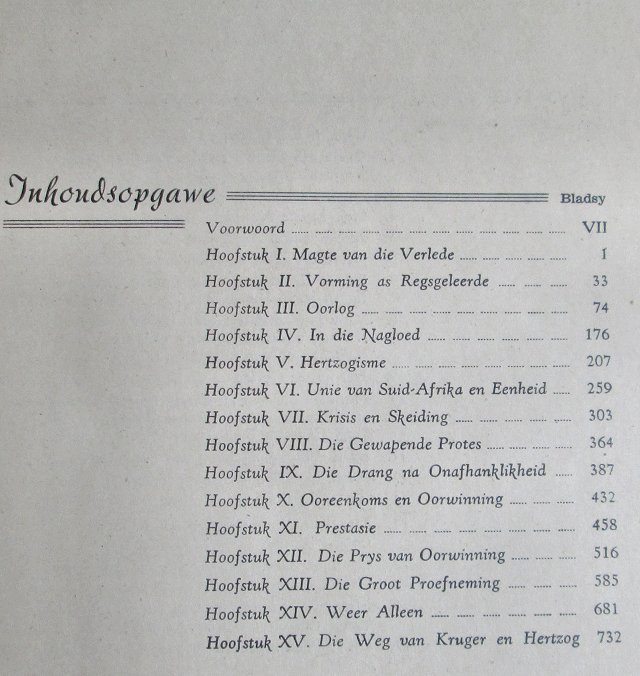 Inhoudsopgawe
Bladsy
Voorwoord ...... VII
Hoofstuk I. Magte van die Verlede ...... 1
Hoofstuk II. Vorming as Regsgeleerde ...... 33
Hoofstuk III. Oorlog ...... 74
Hoofstuk IV. In die Nagloed ...... 176
Hoofstuk V. Hertzogisme ...... 207
Hoofstuk VI. Unie van Suid-Afrika en Eenheid ...... 259
Hoofstuk VII. Krisis en Skeiding ...... 303
Hoofstuk VIII. Die Gewapende Protes ...... 364
Hoofstuk IX. Die Drang na Onafhanklikheid ...... 387
Hoofstuk X. Ooreenkoms en Oorwinning ...... 432
Hoofstuk XI. Prestasie ...... 458
Hoofstuk XII. Die Prys van Oorwinning ...... 516
Hoofstuk XIII. Die Groot Proefneming ...... 585
Hoofstuk XIV. Weer Alleen ...... 681
Hoofstuk XV. Die Weg van Kruger en Hertzog 732